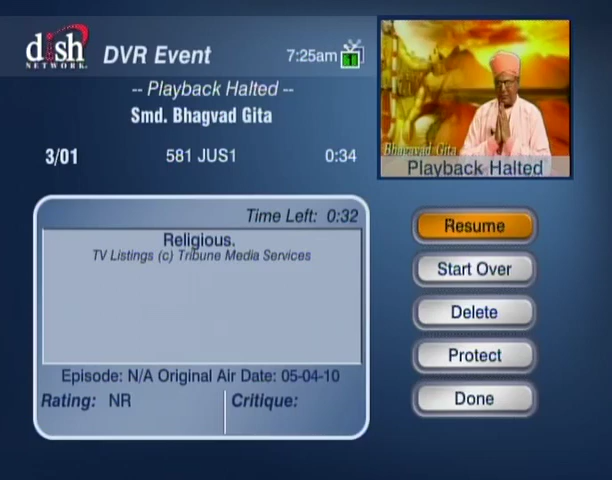 dish
NETWORK.
DVR Event
7:25am
1
-- Playback Halted --
Smd. Bhagvad Gita
3/01 581 JUS1 0:34
Bhagavad Gita
Playback Halted
Time Left: 0:32
Religious.
TV Listings (c) Tribune Media Services
Episode: N/A Original Air Date: 05-04-10
Rating: NR Critique:
Resume
Start Over
Delete
Protect
Done